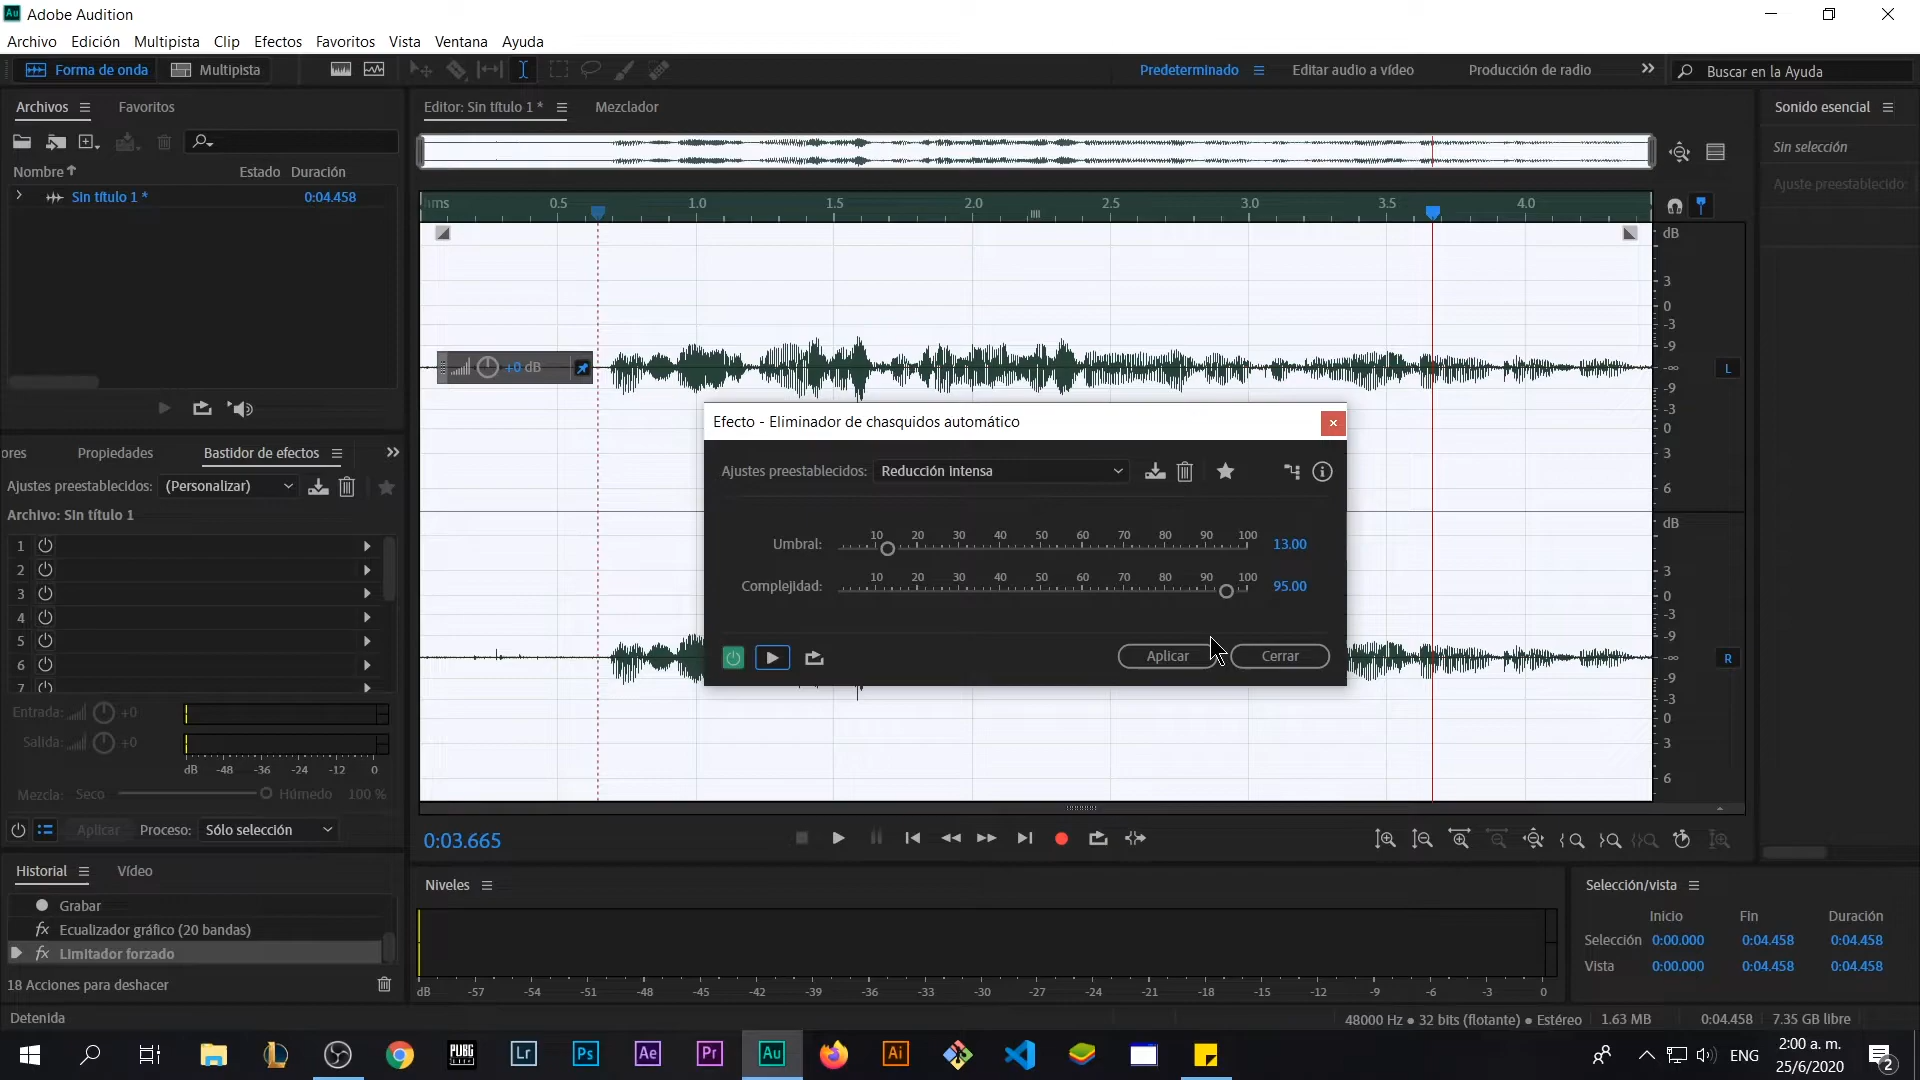 Adobe Audition
Archivo Edición Multipista Clip Efectos Favoritos Vista Ventana Ayuda
Forma de onda Multipista Predeterminado Editar audio a vídeo Producción de radio Buscar en la Ayuda
Archivos Favoritos
Nombre Estado Duración
Sin título 1 * 0:04.458
Editor: Sin título 1 * Mezclador
hms 0.5 1.0 1.5 2.0 2.5 3.0 3.5 4.0
+0 dB
dB
3
0
-3
-9
-∞
-9
-3
0
3
6
L
dB
3
0
-3
-9
-∞
-9
-3
0
3
6
R
Sonido esencial
Sin selección
Ajuste preestablecido:
ores Propiedades Bastidor de efectos
Ajustes preestablecidos: (Personalizar)
Archivo: Sin título 1
1
2
3
4
5
6
7
Entrada: +0
Salida: +0
dB -48 -36 -24 -12 0
Mezcla: Seco Húmedo 100 %
Aplicar Proceso: Sólo selección
Efecto - Eliminador de chasquidos automático
Ajustes preestablecidos: Reducción intensa
10 20 30 40 50 60 70 80 90 100
Umbral: 13.00
10 20 30 40 50 60 70 80 90 100
Complejidad: 95.00
Aplicar Cerrar
0:03.665
Historial Vídeo
Grabar
Ecualizador gráfico (20 bandas)
fx
Limitador forzado
fx
18 Acciones para deshacer
Niveles
dB -57 -54 -51 -48 -45 -42 -39 -36 -33 -30 -27 -24 -21 -18 -15 -12 -9 -6 -3 0
Selección/vista
Inicio Fin Duración
Selección 0:00.000 0:04.458 0:04.458
Vista 0:00.000 0:04.458 0:04.458
Detenida
48000 Hz ● 32 bits (flotante) ● Estéreo 1.63 MB 0:04.458 7.35 GB libre
PUBG Lr Ps Ae Pr Au Ai ENG
2:00 a. m.
25/6/2020
2